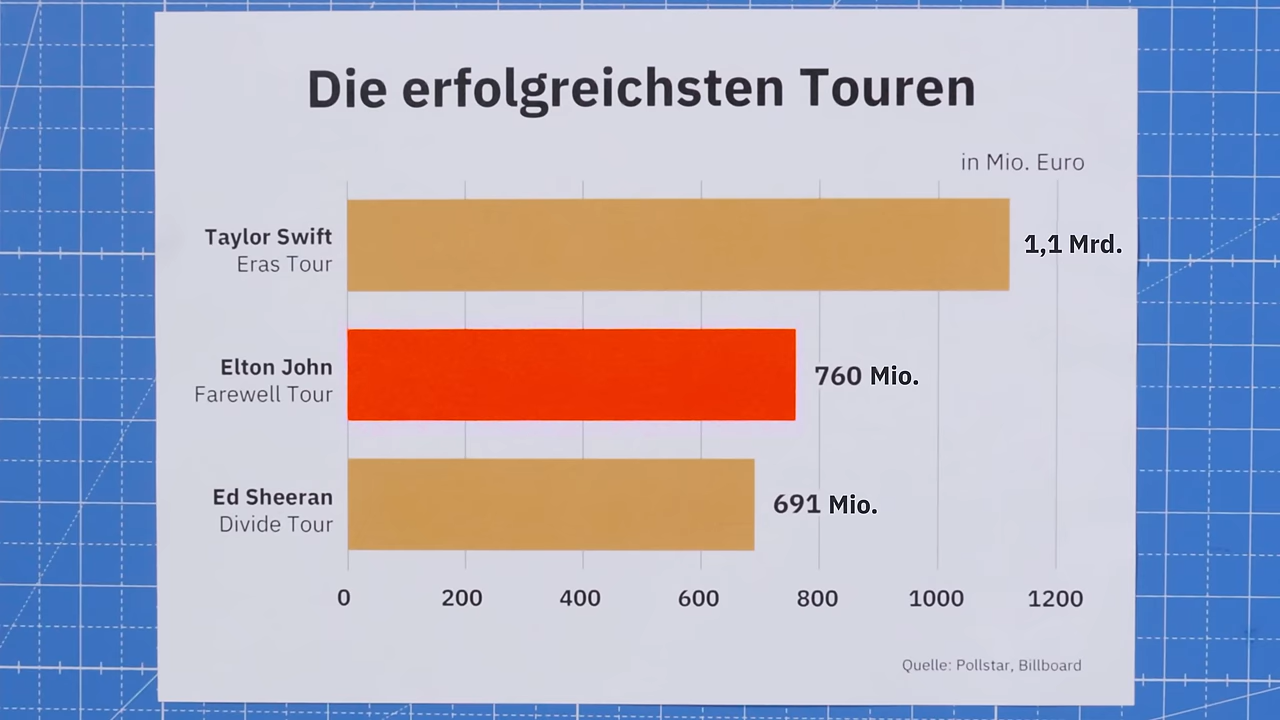 Die erfolgreichsten Touren
in Mio. Euro
Taylor Swift
Eras Tour
1,1 Mrd.
Elton John
Farewell Tour
760 Mio.
Ed Sheeran
Divide Tour
691 Mio.
0 200 400 600 800 1000 1200
Quelle: Pollstar, Billboard